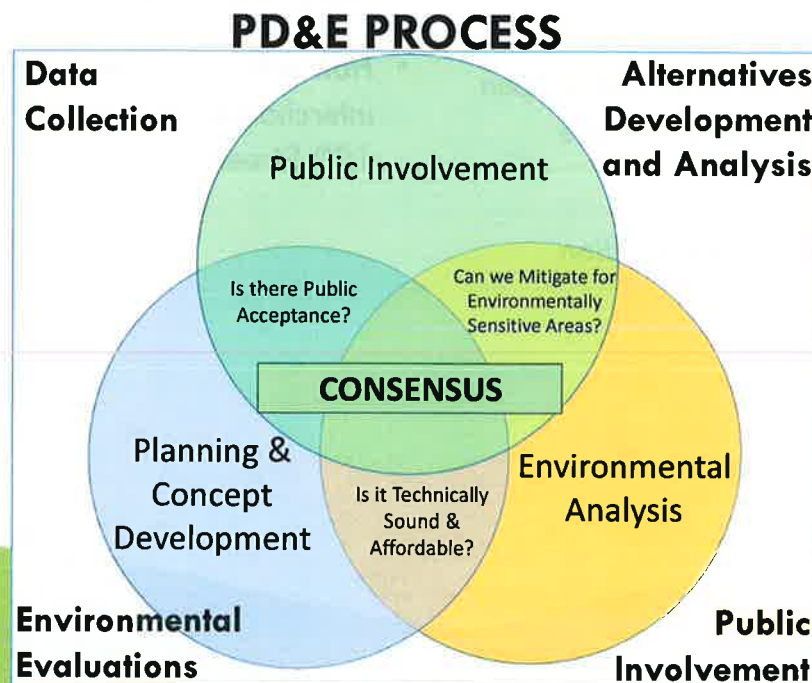 PD&E PROCESS
Data
Collection
Alternatives
Development
and Analysis
Public Involvement
Is there Public
Acceptance?
Can we Mitigate for
Environmentally
Sensitive Areas?
CONSENSUS
Planning &
Concept
Development
Is it Technically
Sound &
Affordable?
Environmental
Analysis
Environmental
Evaluations
Public
Involvement